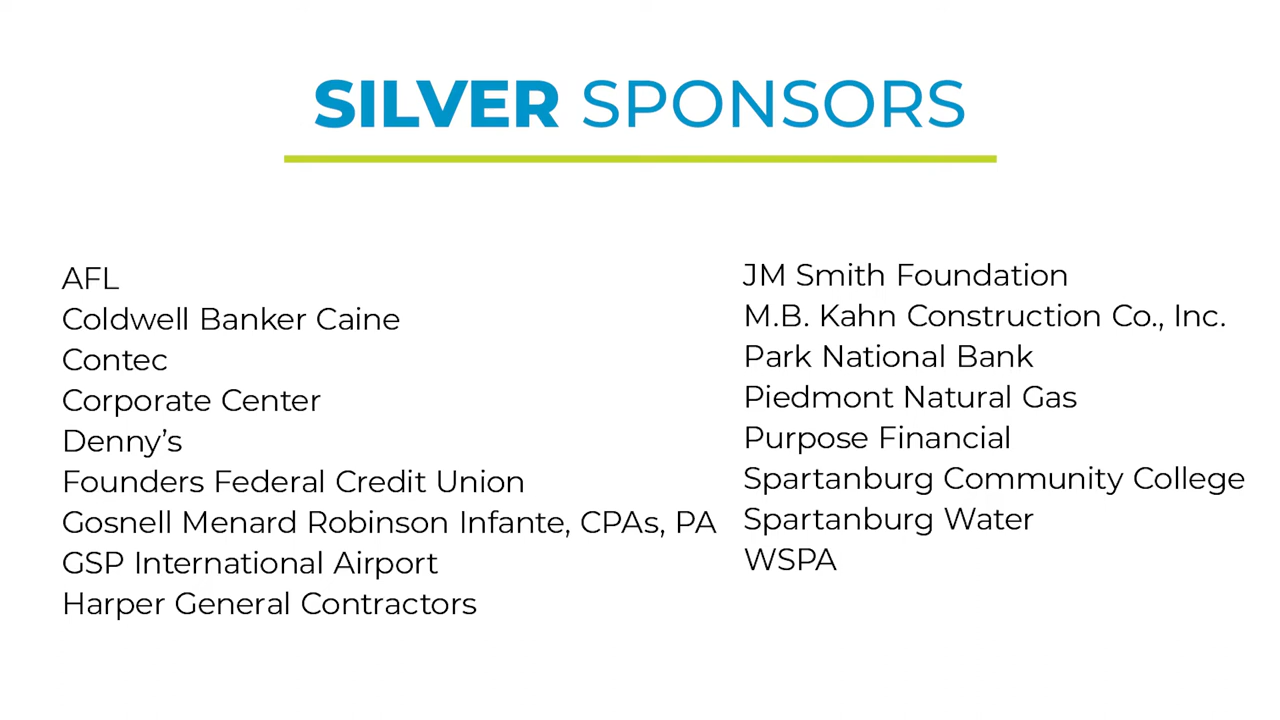 SILVER SPONSORS
AFL
Coldwell Banker Caine
Contec
Corporate Center
Denny’s
Founders Federal Credit Union
Gosnell Menard Robinson Infante, CPAs, PA
GSP International Airport
Harper General Contractors
JM Smith Foundation
M.B. Kahn Construction Co., Inc.
Park National Bank
Piedmont Natural Gas
Purpose Financial
Spartanburg Community College
Spartanburg Water
WSPA